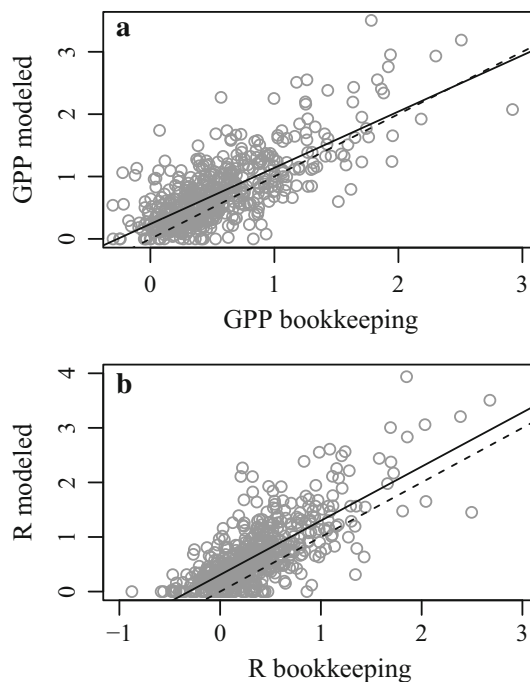 a
3
2
1
0
GPP modeled
0 1 2 3
GPP bookkeeping
b
4
3
2
1
0
R modeled
−1 0 1 2 3
R bookkeeping